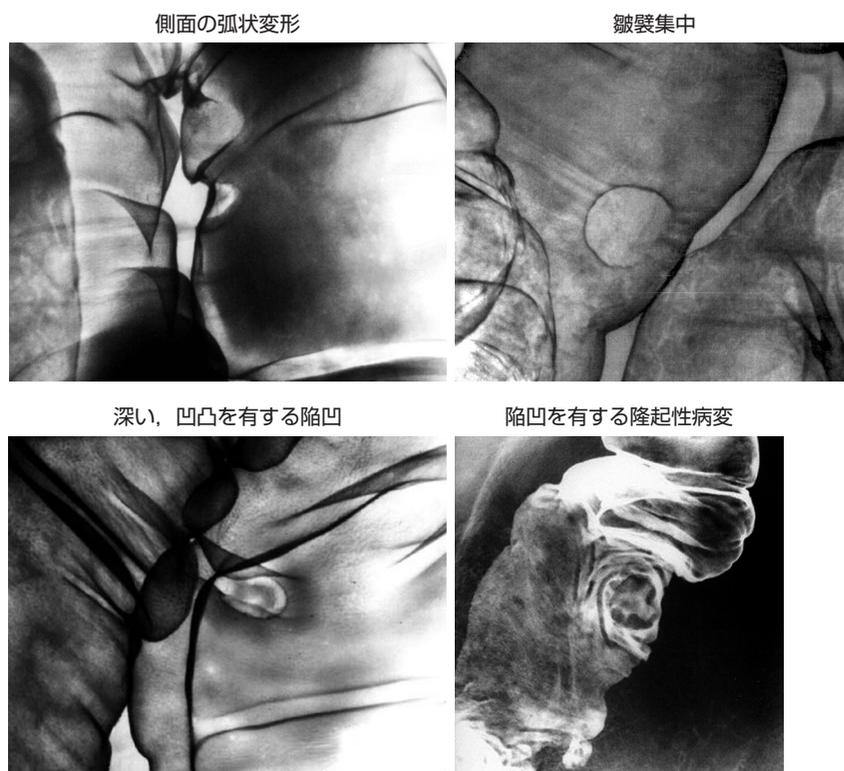 側面の弧状変形
皺襞集中
深い，凹凸を有する陥凹
陥凹を有する隆起性病変